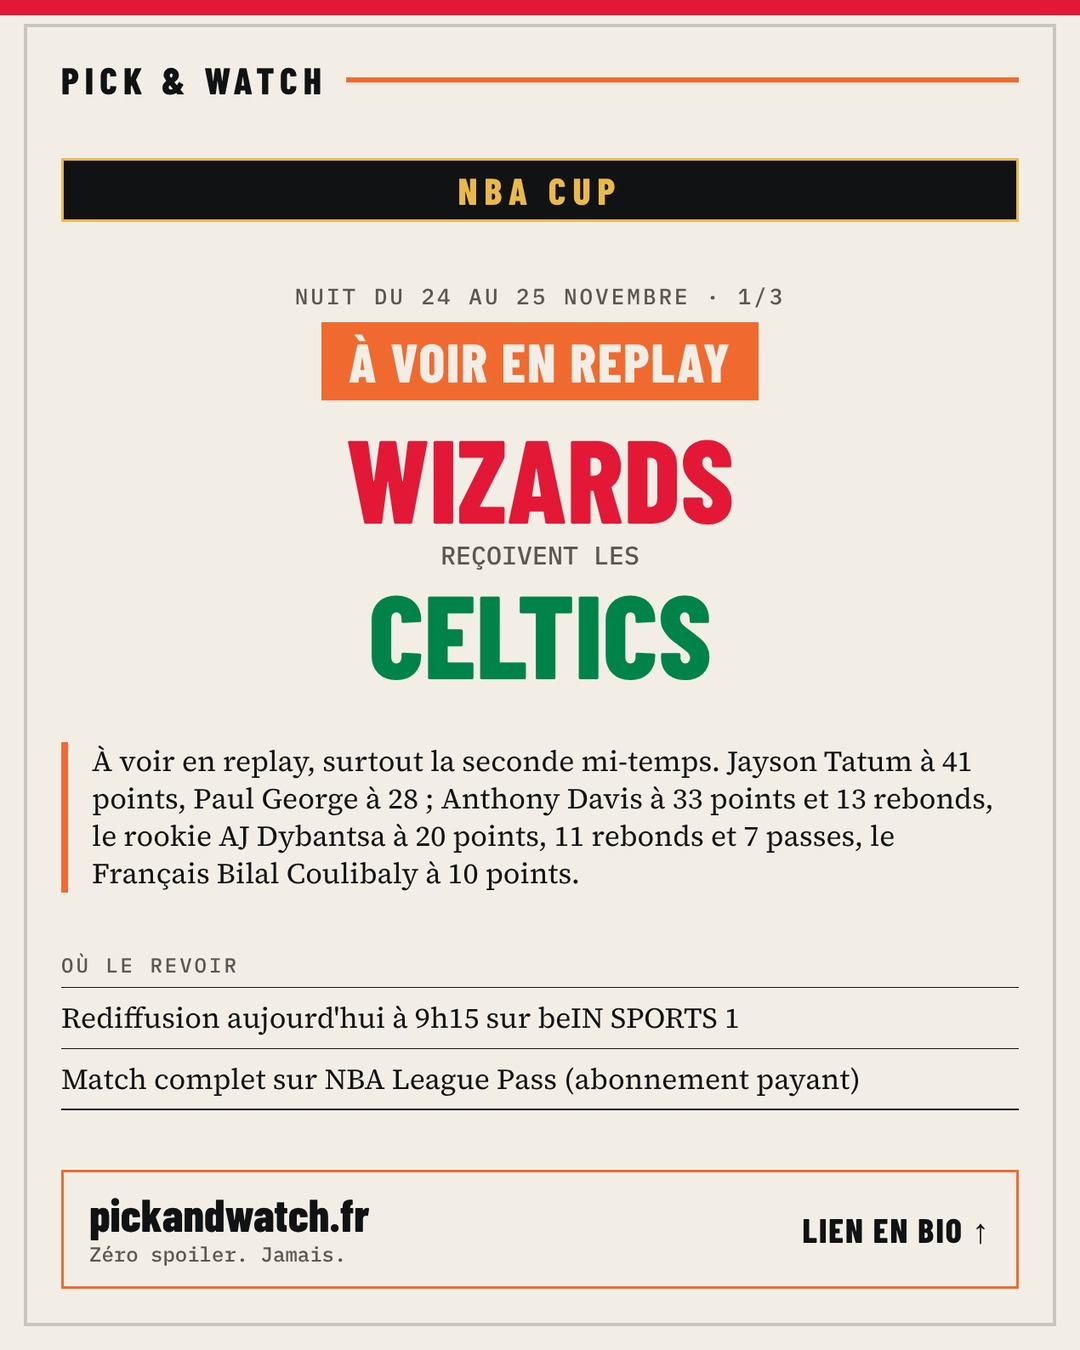 PICK & WATCH
NBA CUP
NUIT DU 24 AU 25 NOVEMBRE · 1/3
À VOIR EN REPLAY
WIZARDS
REÇOIVENT LES
CELTICS
À voir en replay, surtout la seconde mi-temps. Jayson Tatum à 41
points, Paul George à 28 ; Anthony Davis à 33 points et 13 rebonds,
le rookie AJ Dybantsa à 20 points, 11 rebonds et 7 passes, le
Français Bilal Coulibaly à 10 points.
OÙ LE REVOIR
Rediffusion aujourd'hui à 9h15 sur beIN SPORTS 1
Match complet sur NBA League Pass (abonnement payant)
pickandwatch.fr
Zéro spoiler. Jamais.
LIEN EN BIO ↑